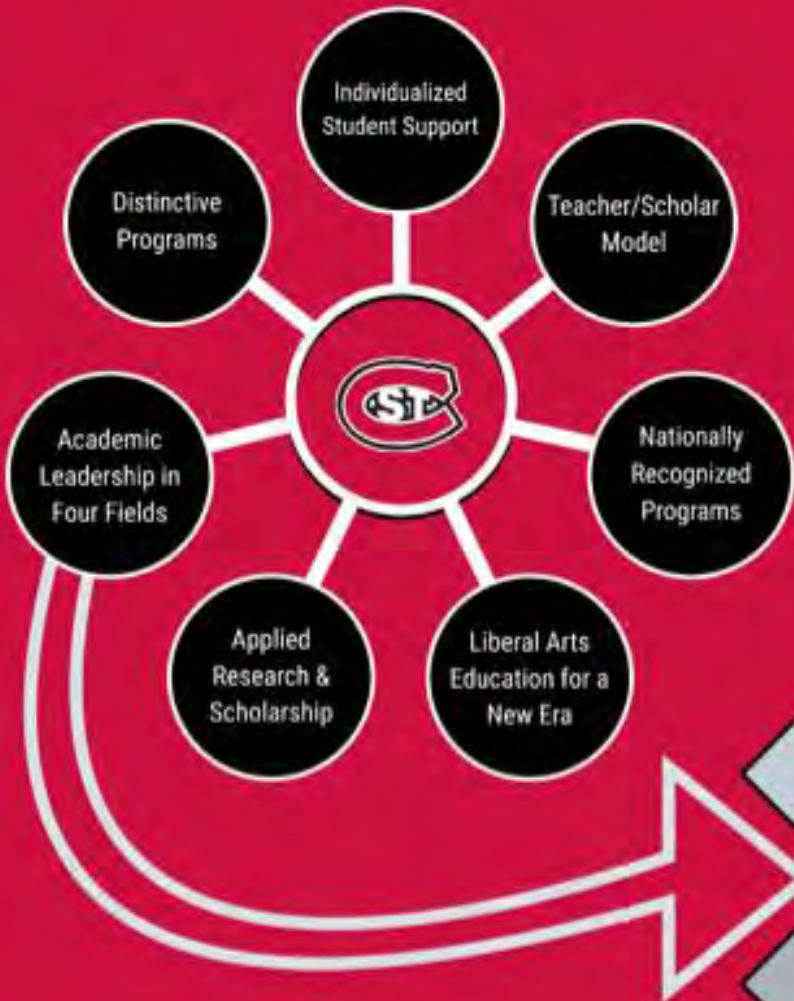 Individualized
Student Support
Distinctive
Programs
Teacher/Scholar
Model
Academic
Leadership in
Four Fields
STC
Nationally
Recognized
Programs
Applied
Research &
Scholarship
Liberal Arts
Education for a
New Era